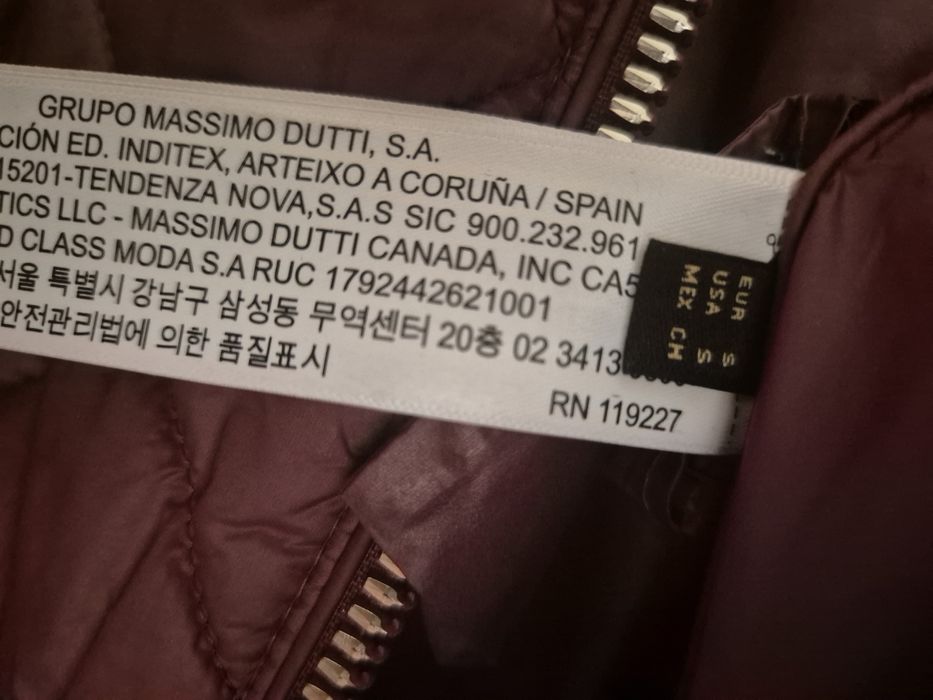 GRUPO MASSIMO DUTTI, S.A.
CIÓN ED. INDITEX, ARTEIXO A CORUÑA / SPAIN
15201-TENDENZA NOVA,S.A.S SIC 900.232.961
TICS LLC - MASSIMO DUTTI CANADA, INC CA5
D CLASS MODA S.A RUC 1792442621001
서울 특별시 강남구 삼성동 무역센터 20층 02 3413
안전관리법에 의한 품질표시
RN 119227
EUR S
USA S
MEX CH